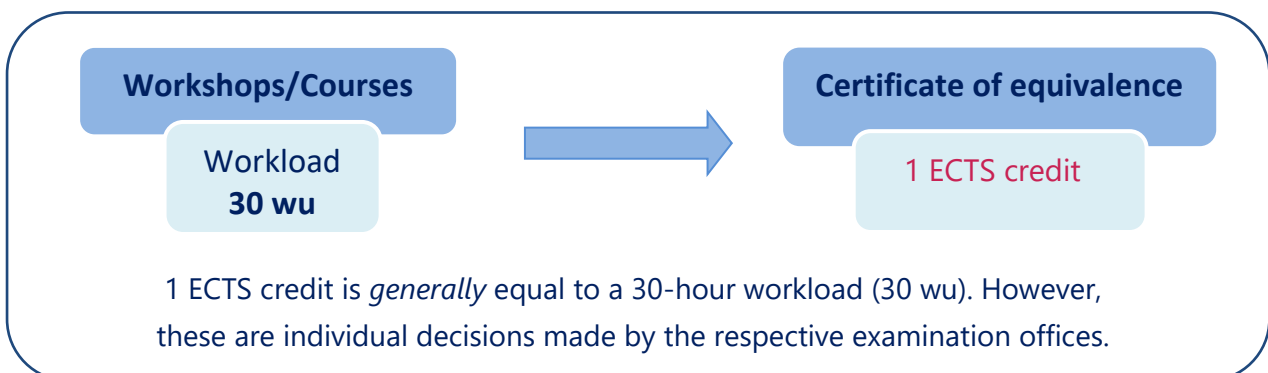 Workshops/Courses
Workload
30 wu
Certificate of equivalence
1 ECTS credit
1 ECTS credit is generally equal to a 30-hour workload (30 wu). However,
these are individual decisions made by the respective examination offices.